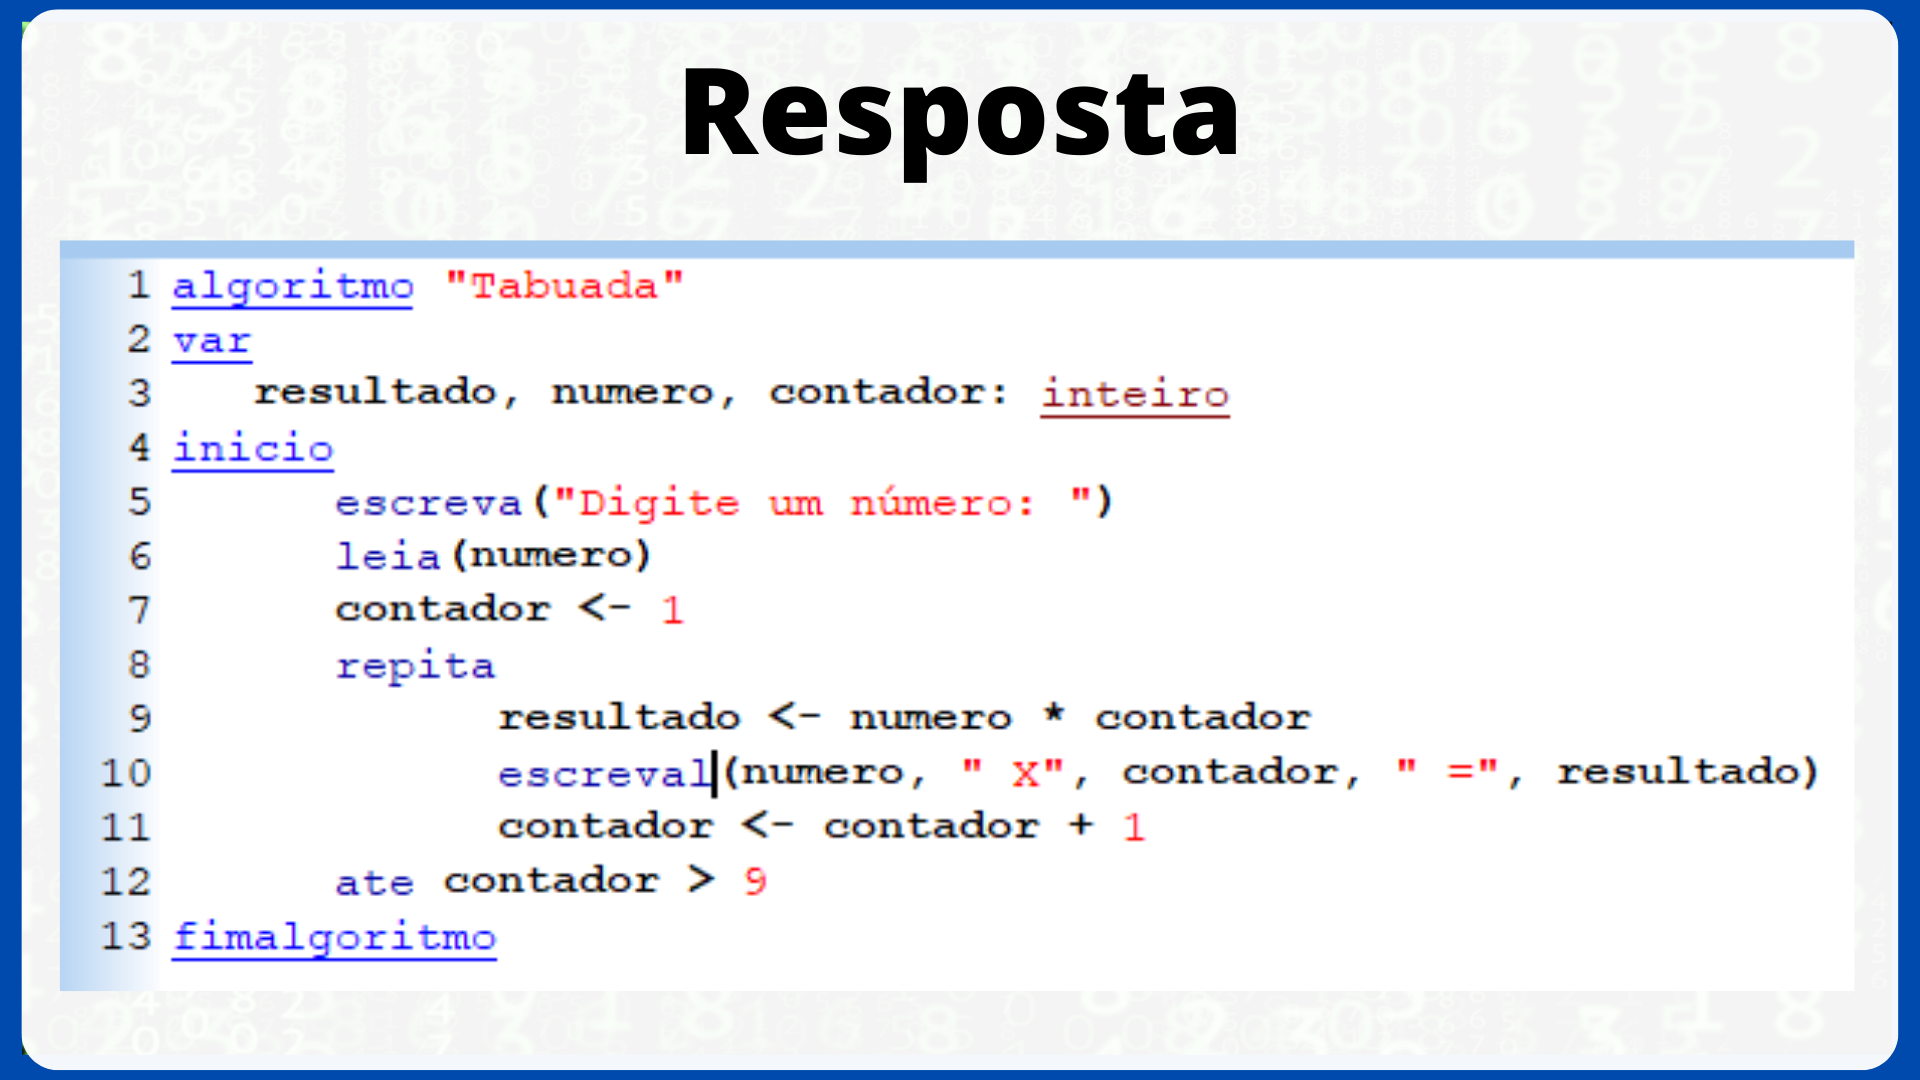 Resposta
1 algoritmo "Tabuada"
2 var
3 resultado, numero, contador: inteiro
4 inicio
5 escreva("Digite um número: ")
6 leia(numero)
7 contador <- 1
8 repita
9 resultado <- numero * contador
10 escreval(numero, " x", contador, " =", resultado)
11 contador <- contador + 1
12 ate contador > 9
13 fimalgoritmo